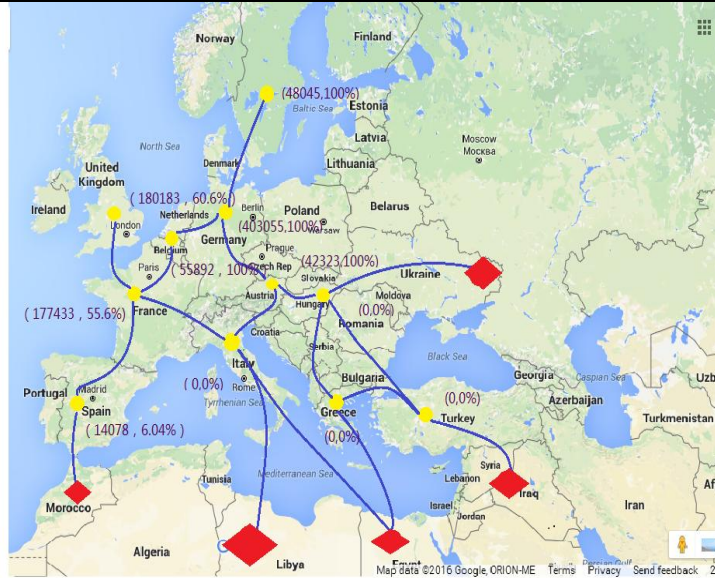 Norway
Finland
(48045,100%)
Baltic Sea
Estonia
Latvia
Moscow
Москва
North Sea
Denmark
Lithuania
United
Kingdom
Ireland
( 180183 , 60.6%)
Netherlands
Berlin
Poland
Warsaw
Belarus
London
Germany
(403055,100%)
Belgium
Prague
Czech Rep
( 55892 , 100%)
(42323,100%)
Paris
Slovakia
Ukraine
Austria
Hungary
Moldova
( 177433 , 55.6%)
France
(0,0%)
Romania
Croatia
Serbia
Italy
Black Sea
Georgia
Caspian Sea
Uzb
( 0,0%)
Rome
Bulgaria
Azerbaijan
Portugal
Madrid
Spain
Tyrrhenian Sea
Greece
(0,0%)
Turkey
Turkmenistan
( 14078 , 6.04% )
(0,0%)
Mediterranean Sea
Syria
Lebanon
Iraq
Af
Tunisia
Israel
Iran
Morocco
Jordan
Algeria
Libya
Egypt
Persian Gulf
Map data ©2016 Google, ORION-ME Terms Privacy Send feedback 2